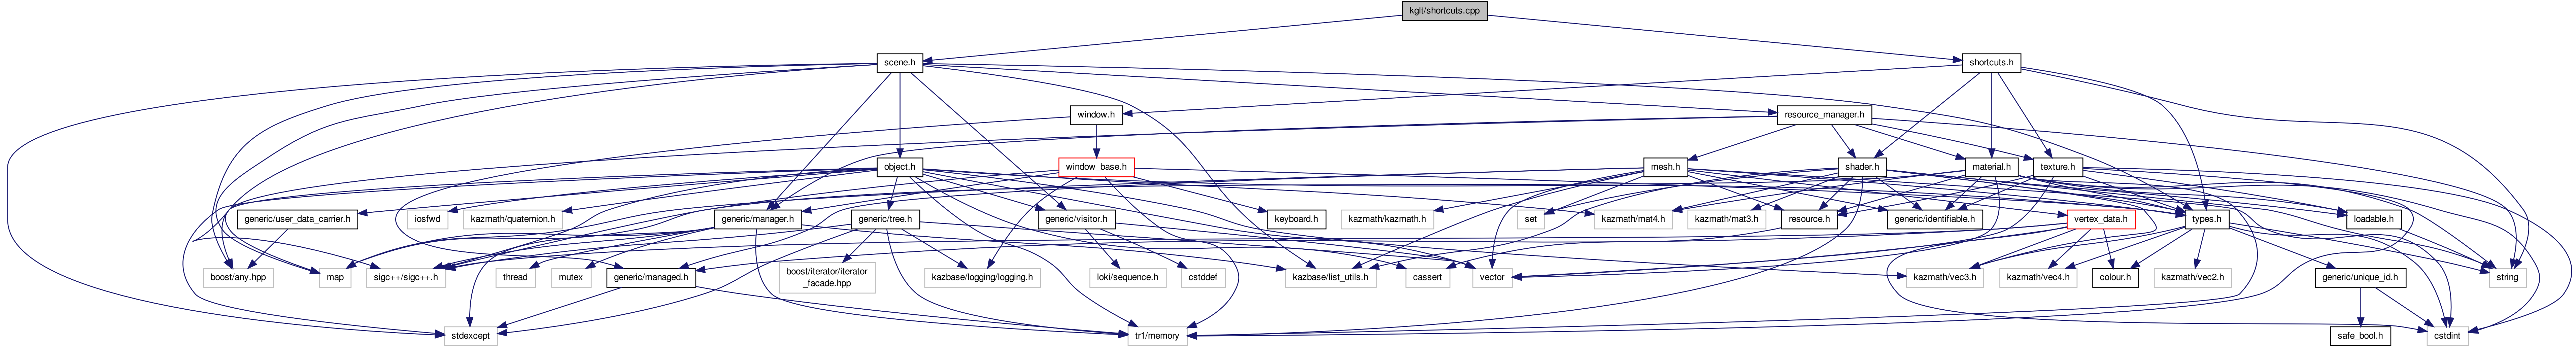 kglt/shortcuts.cpp
scene.h
shortcuts.h
window.h
resource_manager.h
object.h
window_base.h
mesh.h
shader.h
material.h
texture.h
generic/user_data_carrier.h
iosfwd
kazmath/quaternion.h
generic/manager.h
generic/tree.h
generic/visitor.h
keyboard.h
kazmath/kazmath.h
set
kazmath/mat4.h
kazmath/mat3.h
resource.h
generic/identifiable.h
vertex_data.h
types.h
loadable.h
boost/any.hpp
map
sigc++/sigc++.h
thread
mutex
generic/managed.h
boost/iterator/iterator
_facade.hpp
kazbase/logging/logging.h
loki/sequence.h
cstddef
kazbase/list_utils.h
cassert
vector
kazmath/vec3.h
kazmath/vec4.h
colour.h
kazmath/vec2.h
generic/unique_id.h
string
stdexcept
tr1/memory
safe_bool.h
cstdint